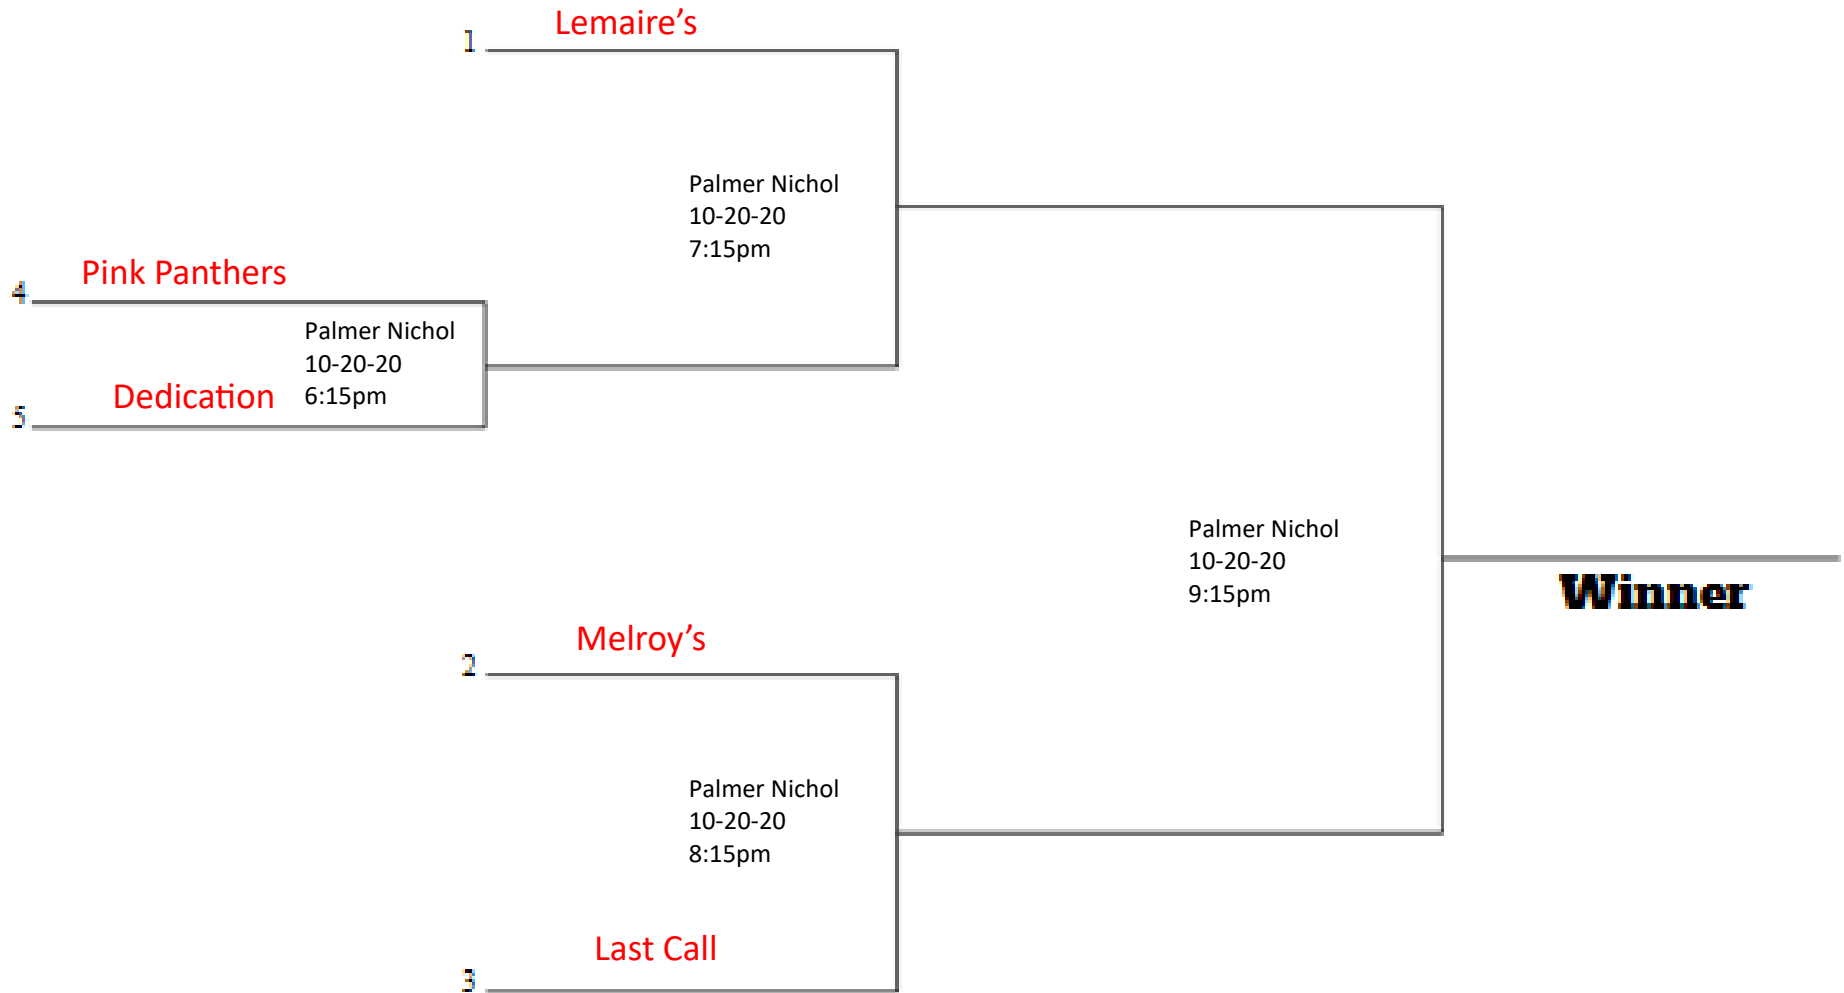 Lemaire’s
1
Palmer Nichol
10-20-20
7:15pm
Pink Panthers
4
Palmer Nichol
10-20-20
6:15pm
Dedication
5
Palmer Nichol
10-20-20
9:15pm
Winner
Melroy’s
2
Palmer Nichol
10-20-20
8:15pm
Last Call
3